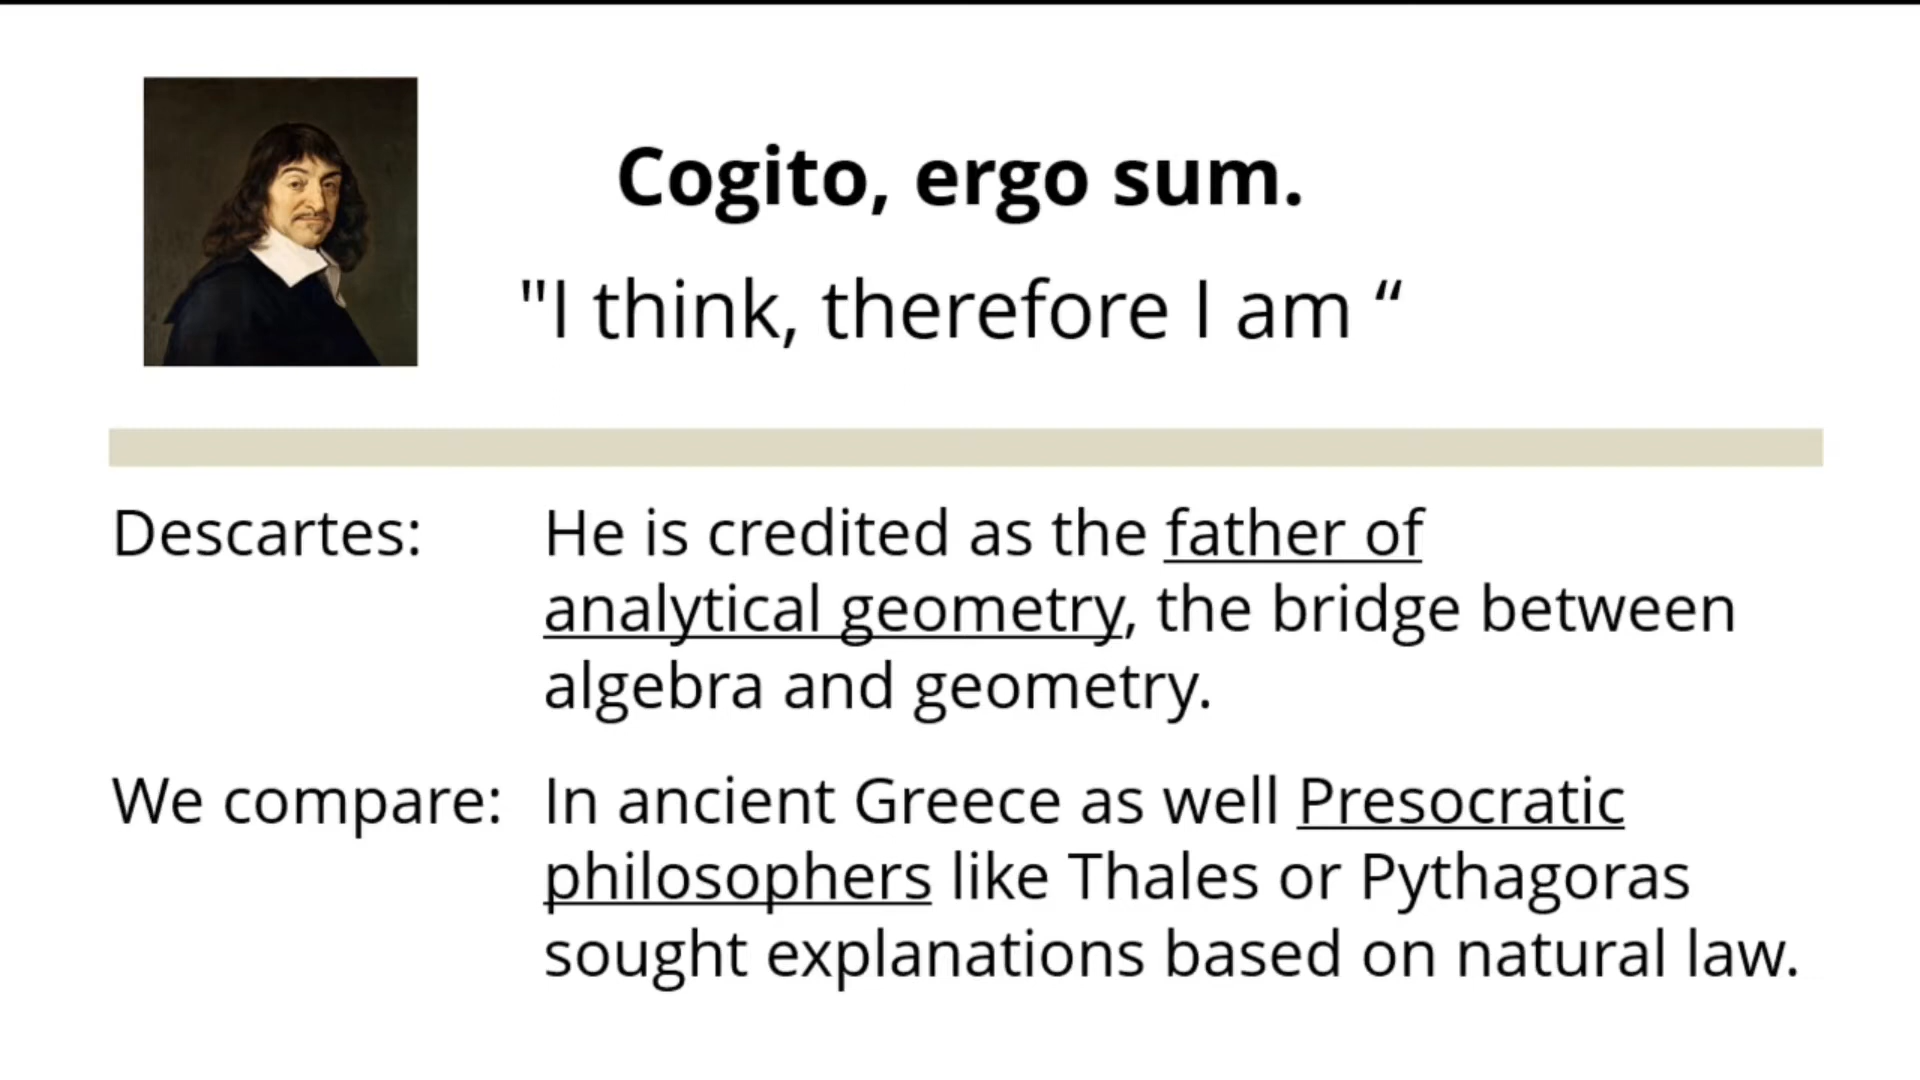 Cogito, ergo sum.
"I think, therefore I am “
Descartes: He is credited as the father of
analytical geometry, the bridge between
algebra and geometry.
We compare: In ancient Greece as well Presocratic
philosophers like Thales or Pythagoras
sought explanations based on natural law.